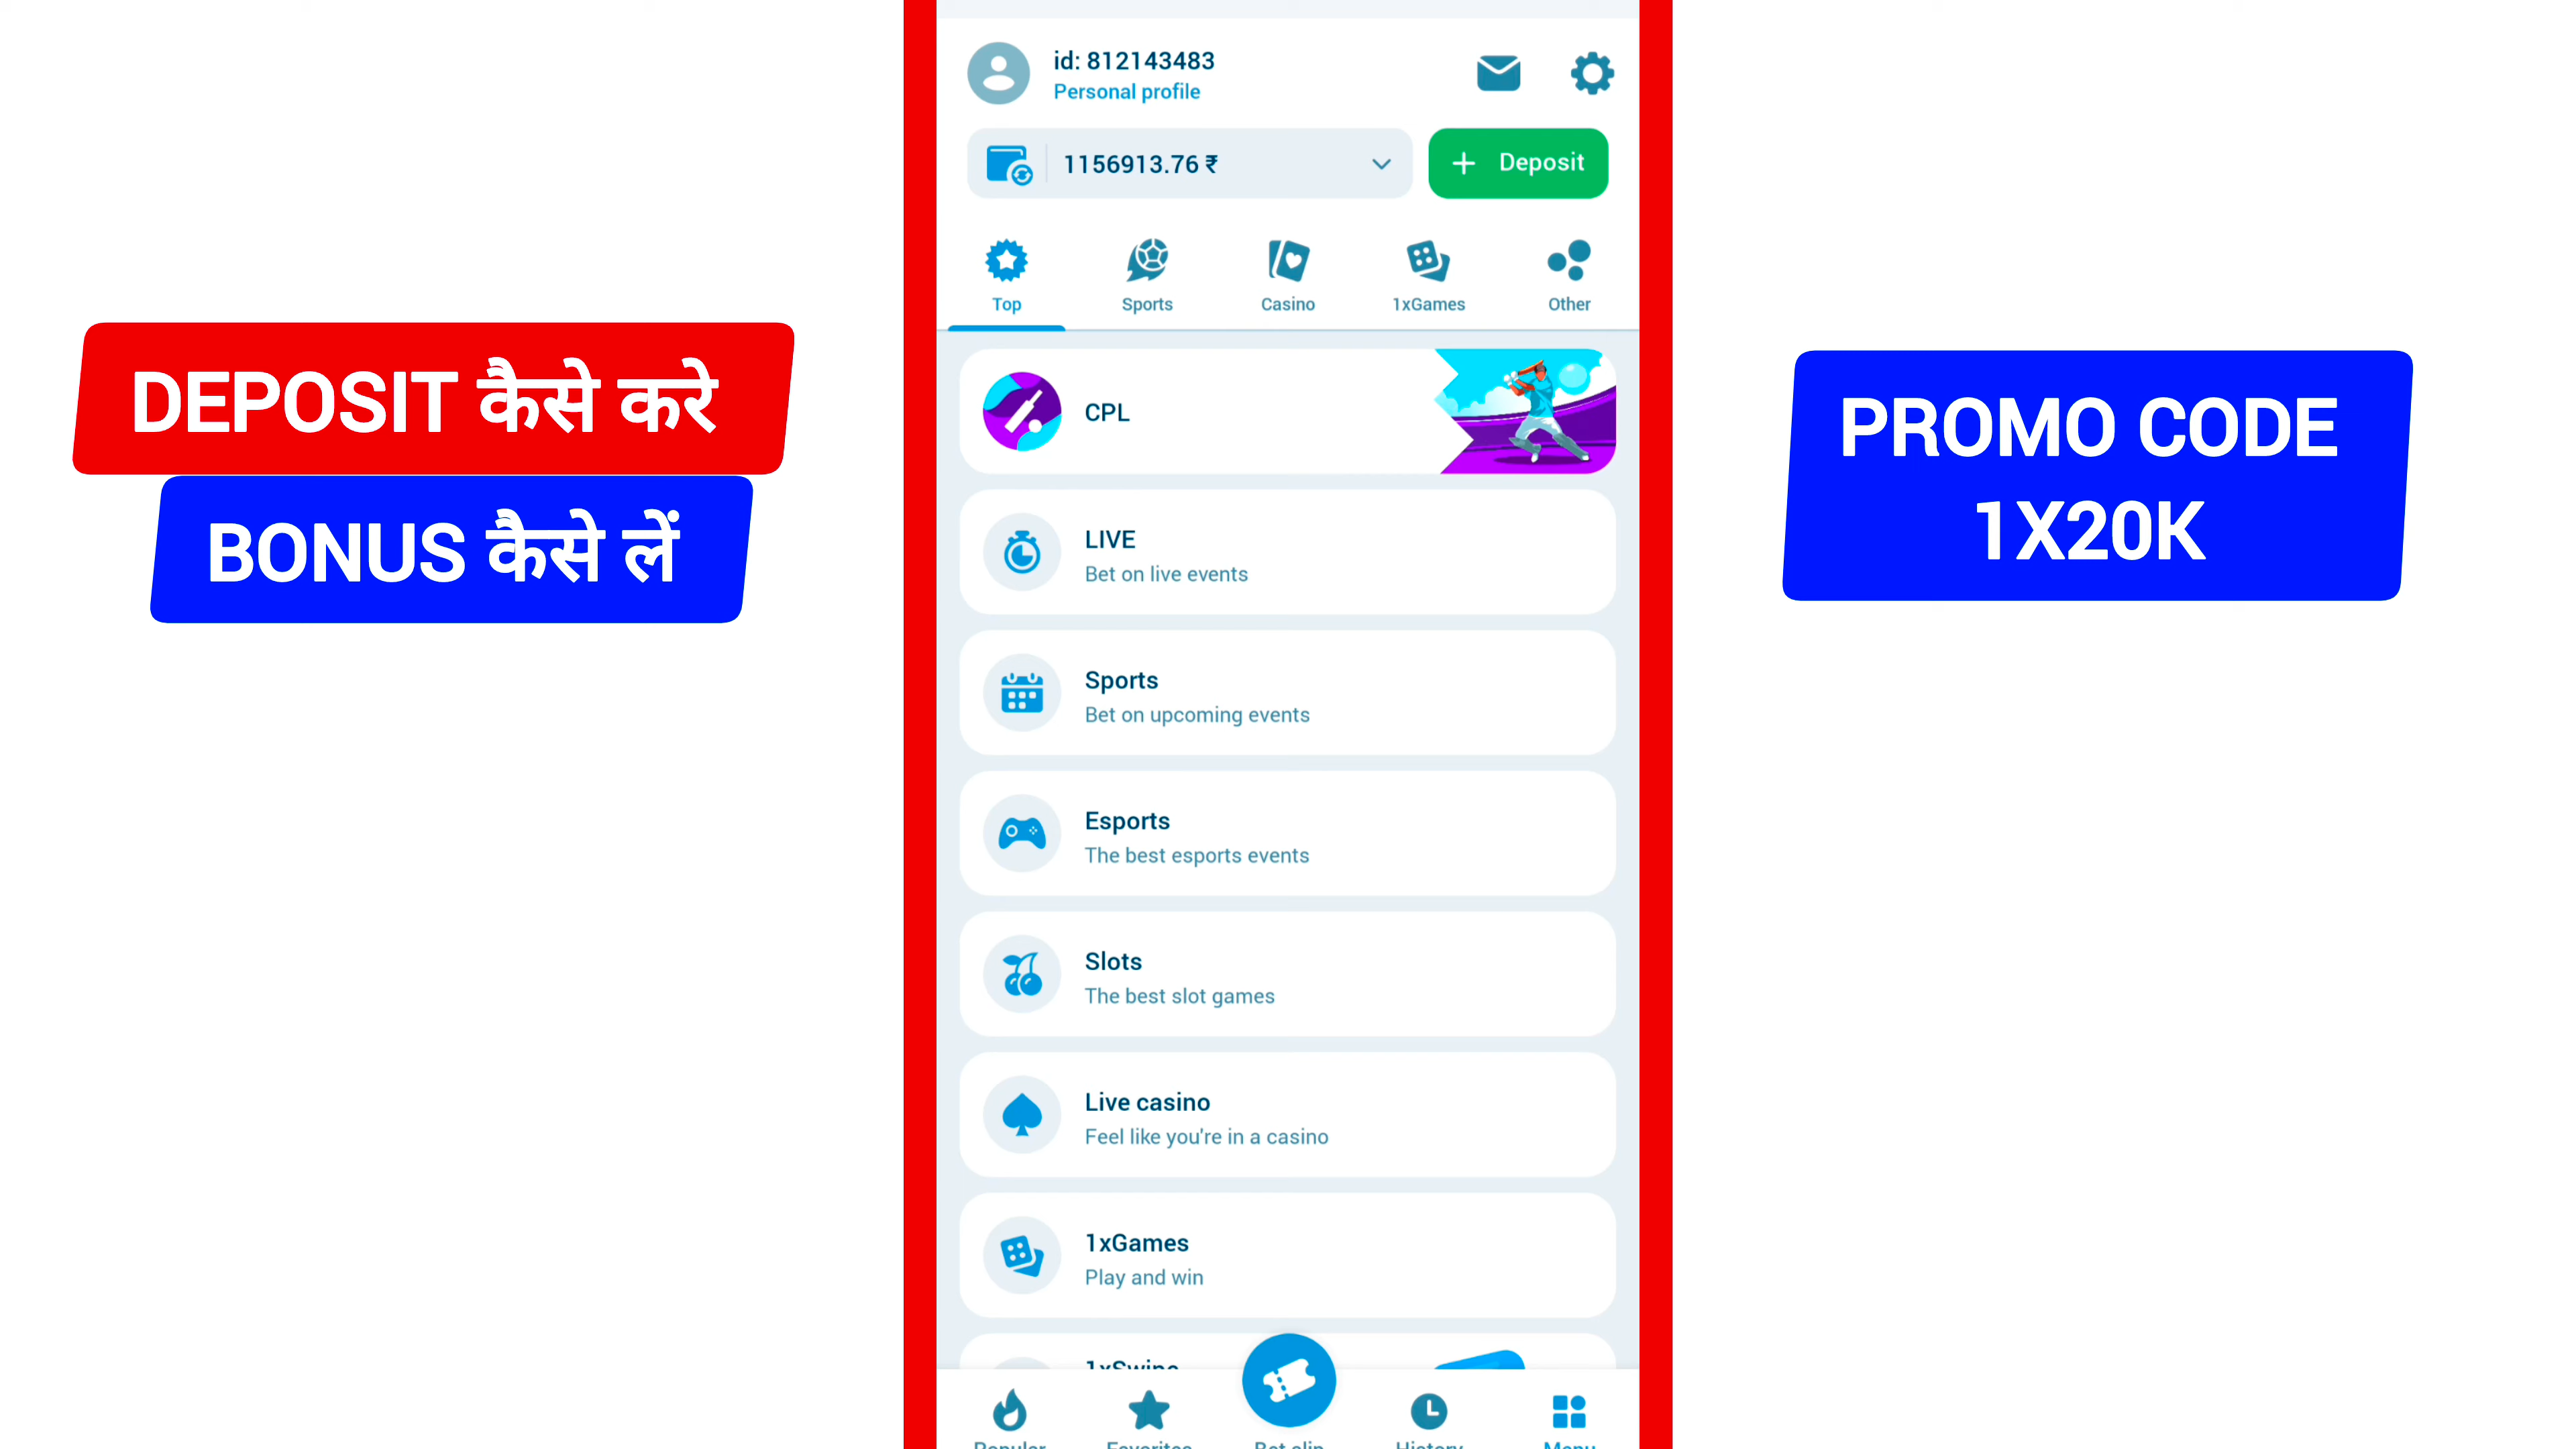 id: 812143483
Personal profile
1156913.76 ₹
+ Deposit
Top
Sports
Casino
1xGames
Other
DEPOSIT कैसे करे
BONUS कैसे लें
PROMO CODE
1X20K
CPL
LIVE
Bet on live events
Sports
Bet on upcoming events
Esports
The best esports events
Slots
The best slot games
Live casino
Feel like you're in a casino
1xGames
Play and win